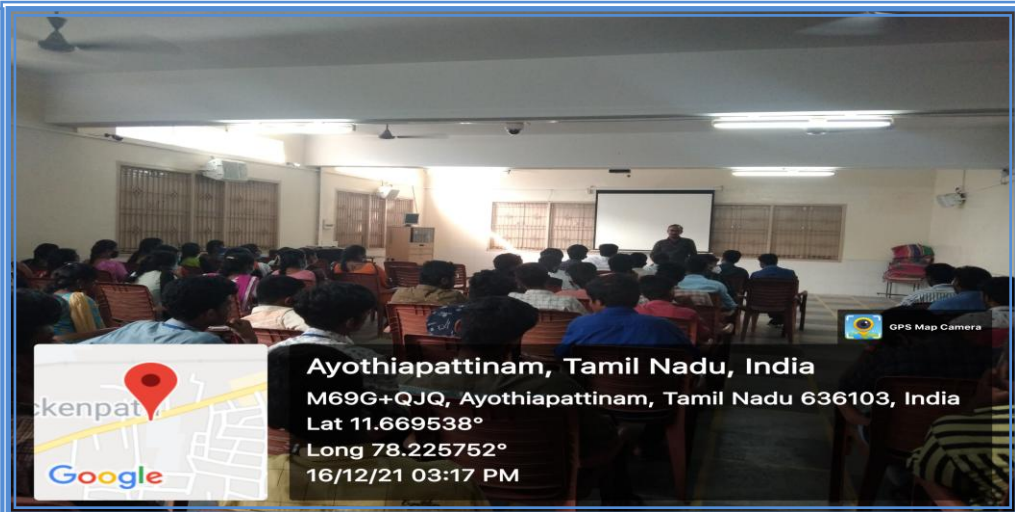 GPS Map Camera
Ayothiapattinam, Tamil Nadu, India
M69G+QJQ, Ayothiapattinam, Tamil Nadu 636103, India
Lat 11.669538°
Long 78.225752°
16/12/21 03:17 PM
ckenpat
Google